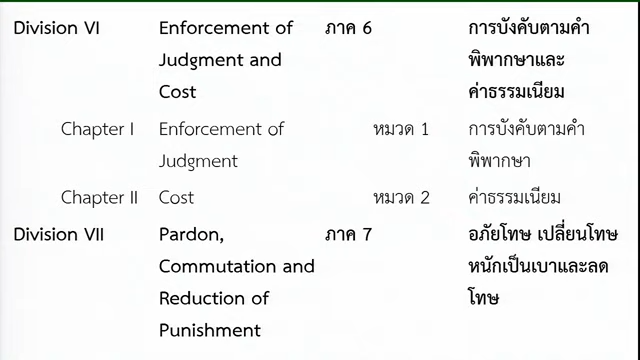 Division VI Enforcement of ภาค 6 การบังคับตามคำ
Judgment and พิพากษาและ
Cost ค่าธรรมเนียม
Chapter I Enforcement of หมวด 1 การบังคับตามคำ
Judgment พิพากษา
Chapter II Cost หมวด 2 ค่าธรรมเนียม
Division VII Pardon, ภาค 7 อภัยโทษ เปลี่ยนโทษ
Commutation and หนักเป็นเบาและลด
Reduction of โทษ
Punishment